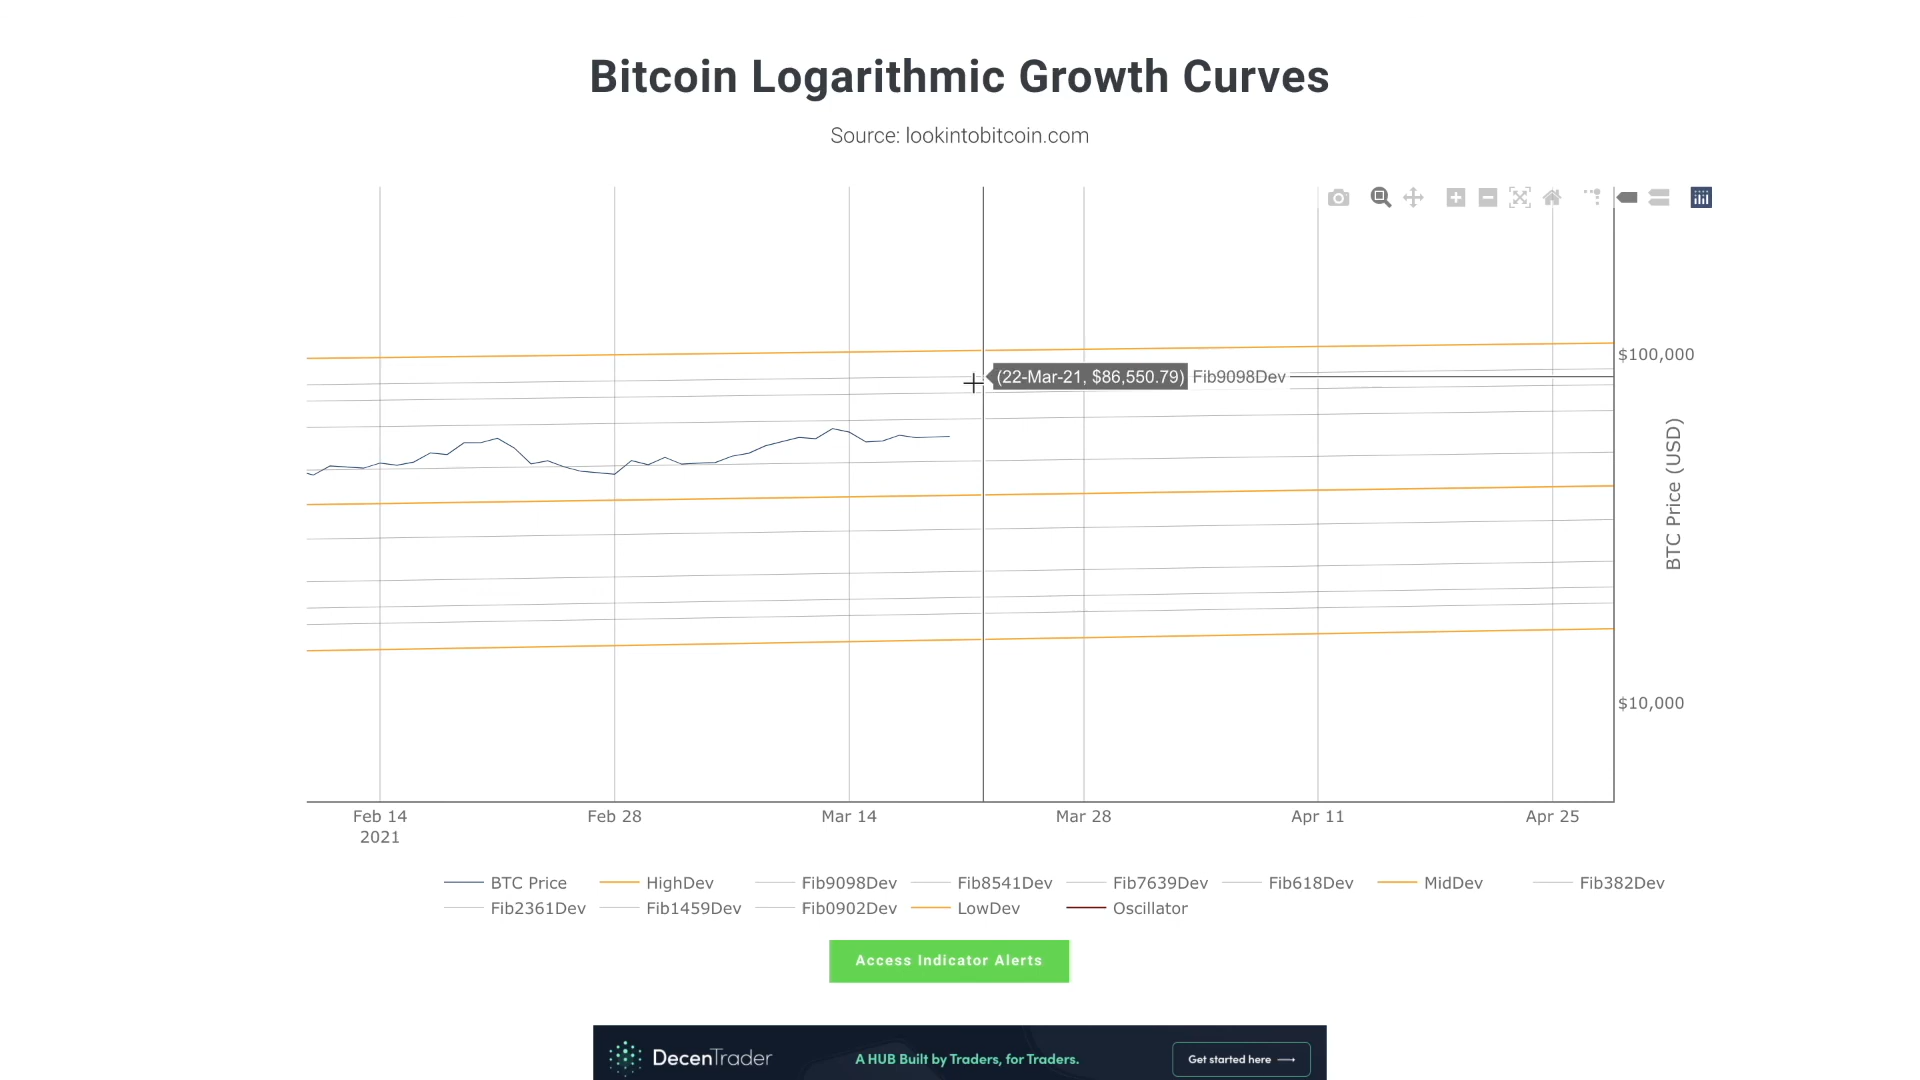 Bitcoin Logarithmic Growth Curves
Source: lookintobitcoin.com
$100,000
(22-Mar-21, $86,550.79) Fib9098Dev
BTC Price (USD)
$10,000
Feb 14 Feb 28 Mar 14 Mar 28 Apr 11 Apr 25
2021
BTC Price HighDev Fib9098Dev Fib8541Dev Fib7639Dev Fib618Dev MidDev Fib382Dev
Fib2361Dev Fib1459Dev Fib0902Dev LowDev Oscillator
Access Indicator Alerts
DecenTrader A HUB Built by Traders, for Traders. Get started here